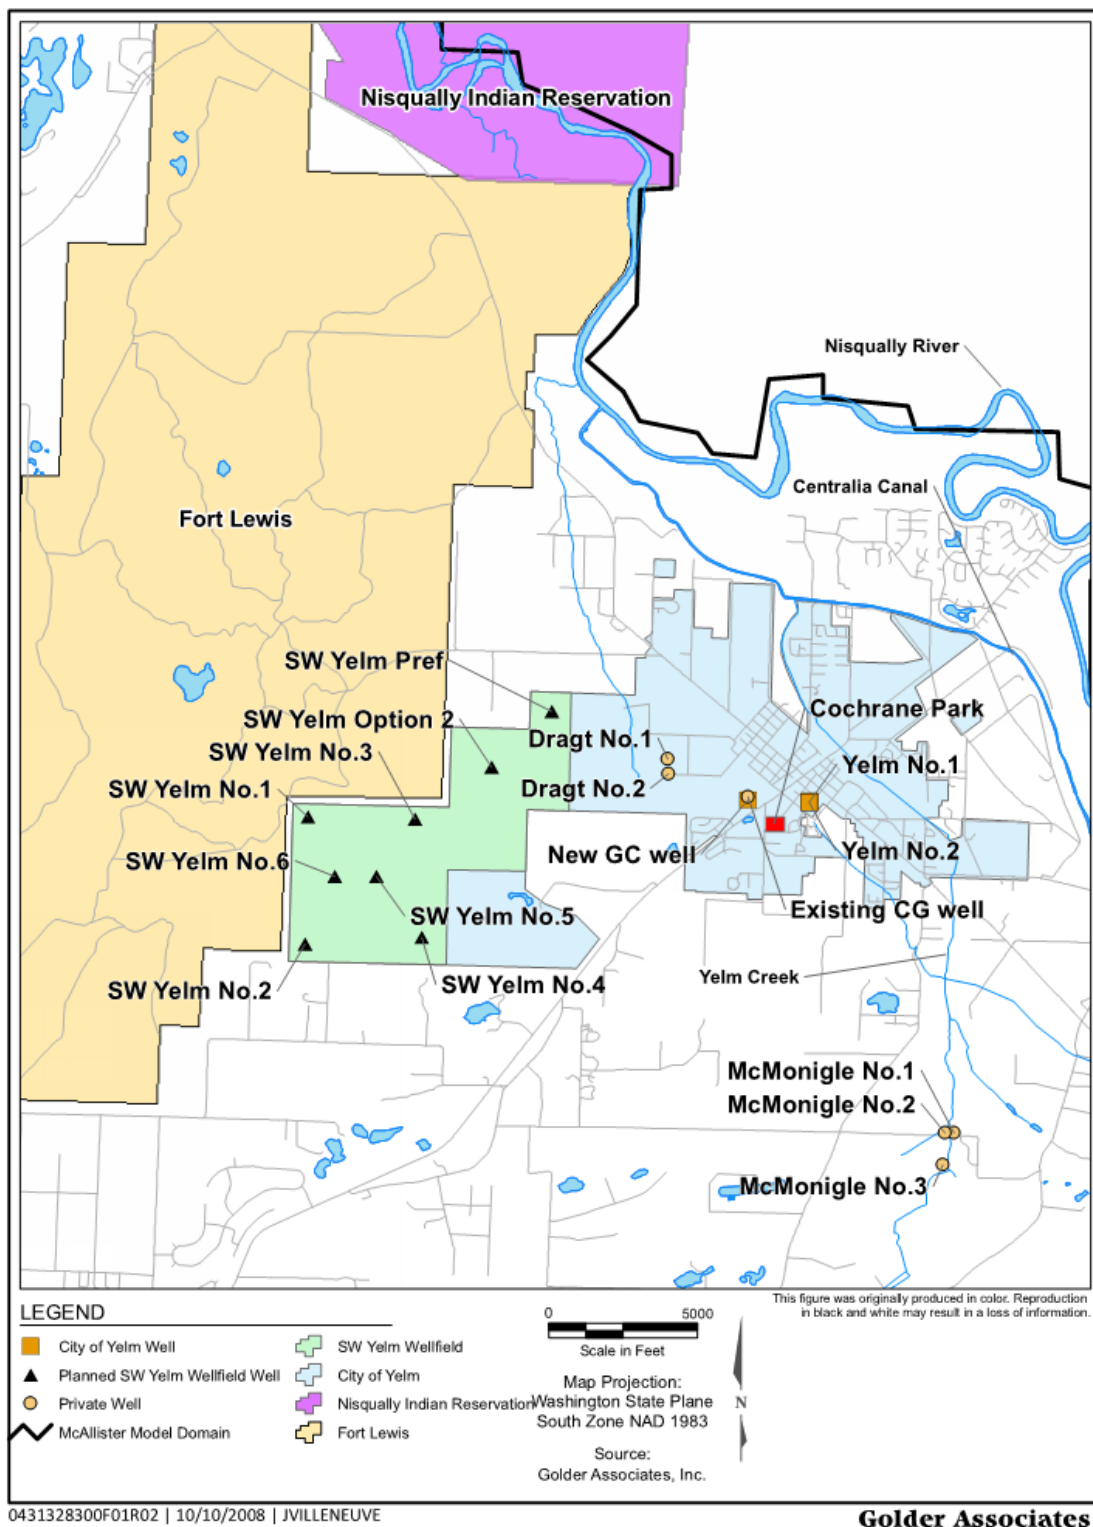 Nisqually Indian Reservation
Nisqually River
Centralia Canal
Fort Lewis
SW Yelm Pref
SW Yelm Option 2
Cochrane Park
Dragt No.1
SW Yelm No.3
Yelm No.1
SW Yelm No.1
Dragt No.2
SW Yelm No.6
New GC well
Yelm No.2
SW Yelm No.5
Existing CG well
SW Yelm No.2
SW Yelm No.4
Yelm Creek
McMonigle No.1
McMonigle No.2
McMonigle No.3
This figure was originally produced in color. Reproduction
in black and white may result in a loss of information.
LEGEND
City of Yelm Well
Planned SW Yelm Wellfield Well
Private Well
McAllister Model Domain
SW Yelm Wellfield
City of Yelm
Nisqually Indian Reservation
Fort Lewis
0 5000
Scale in Feet
Map Projection:
Washington State Plane
South Zone NAD 1983
Source:
Golder Associates, Inc.
N
0431328300F01R02 | 10/10/2008 | JVILLENEUVE
Golder Associates